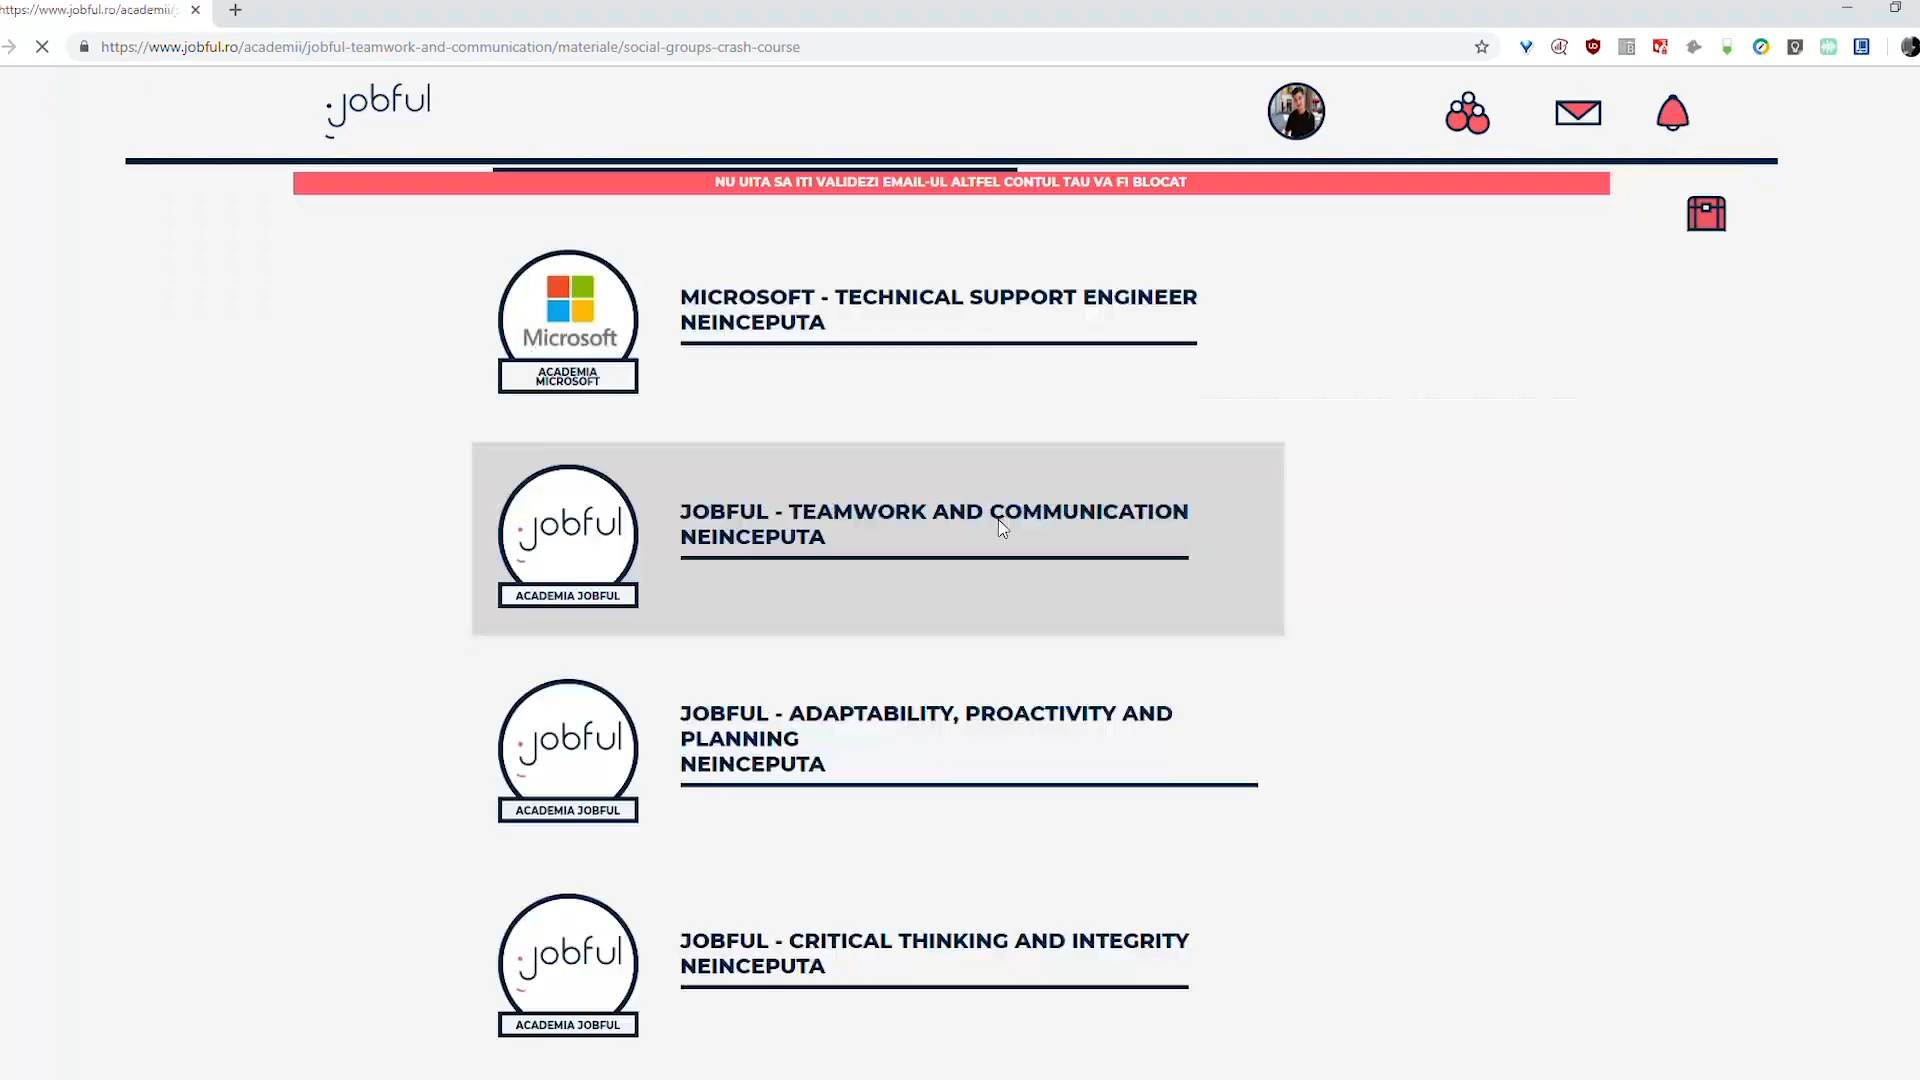 https://www.jobful.ro/academii/
https://www.jobful.ro/academii/jobful-teamwork-and-communication/materiale/social-groups-crash-course
jobful
NU UITA SA ITI VALIDEZI EMAIL-UL ALTFEL CONTUL TAU VA FI BLOCAT
Microsoft
ACADEMIA
MICROSOFT
MICROSOFT - TECHNICAL SUPPORT ENGINEER
NEINCEPUTA
jobful
ACADEMIA JOBFUL
JOBFUL - TEAMWORK AND COMMUNICATION
NEINCEPUTA
jobful
ACADEMIA JOBFUL
JOBFUL - ADAPTABILITY, PROACTIVITY AND
PLANNING
NEINCEPUTA
jobful
ACADEMIA JOBFUL
JOBFUL - CRITICAL THINKING AND INTEGRITY
NEINCEPUTA